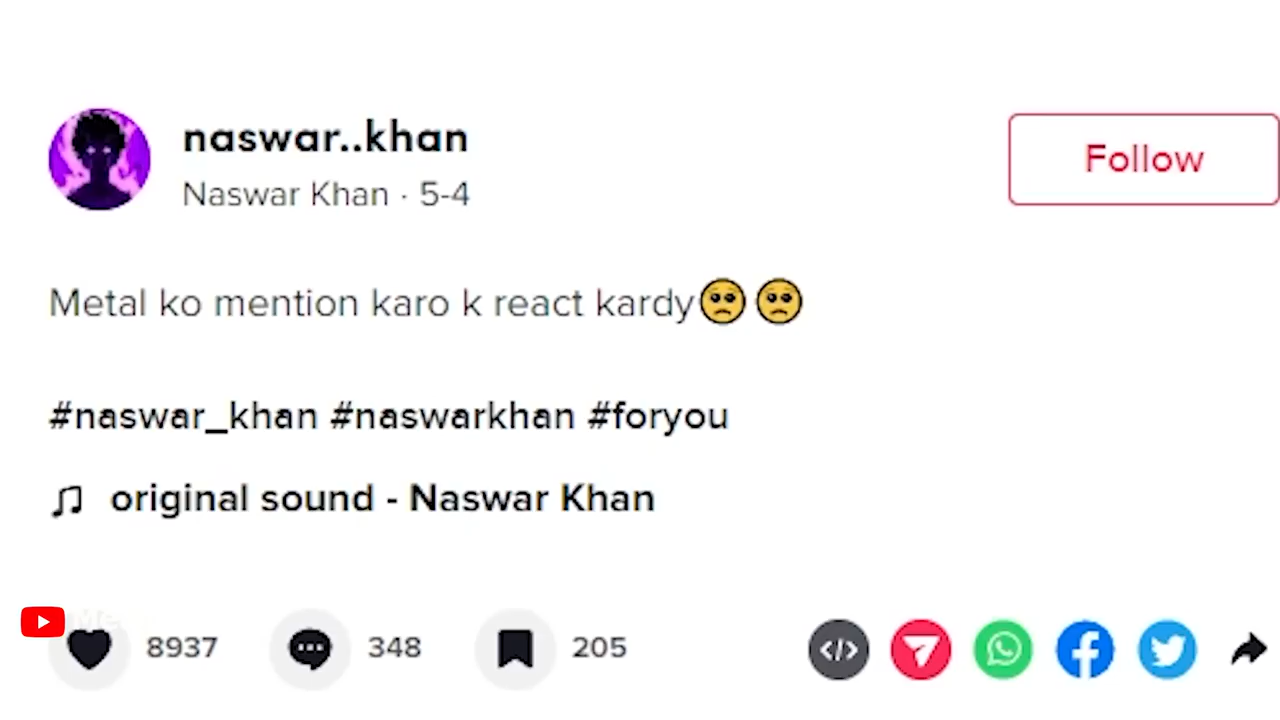 naswar..khan
Naswar Khan · 5-4
Follow
Metal ko mention karo k react kardy🥺🥺
#naswar_khan #naswarkhan #foryou
original sound - Naswar Khan
8937 348 205